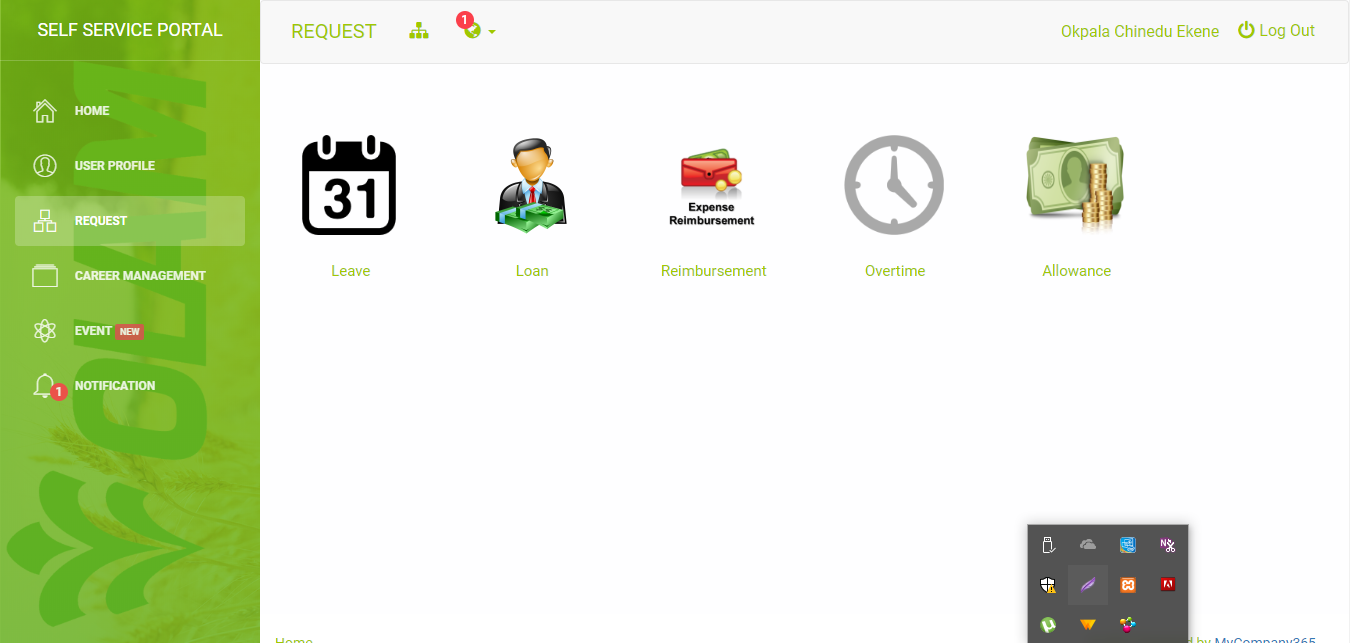 SELF SERVICE PORTAL
REQUEST
1
Okpala Chinedu Ekene
Log Out
HOME
USER PROFILE
REQUEST
CAREER MANAGEMENT
EVENT NEW
1 NOTIFICATION
OLAM
31
Expense
Reimbursement
Leave
Loan
Reimbursement
Overtime
Allowance
Home
by MyCompany365